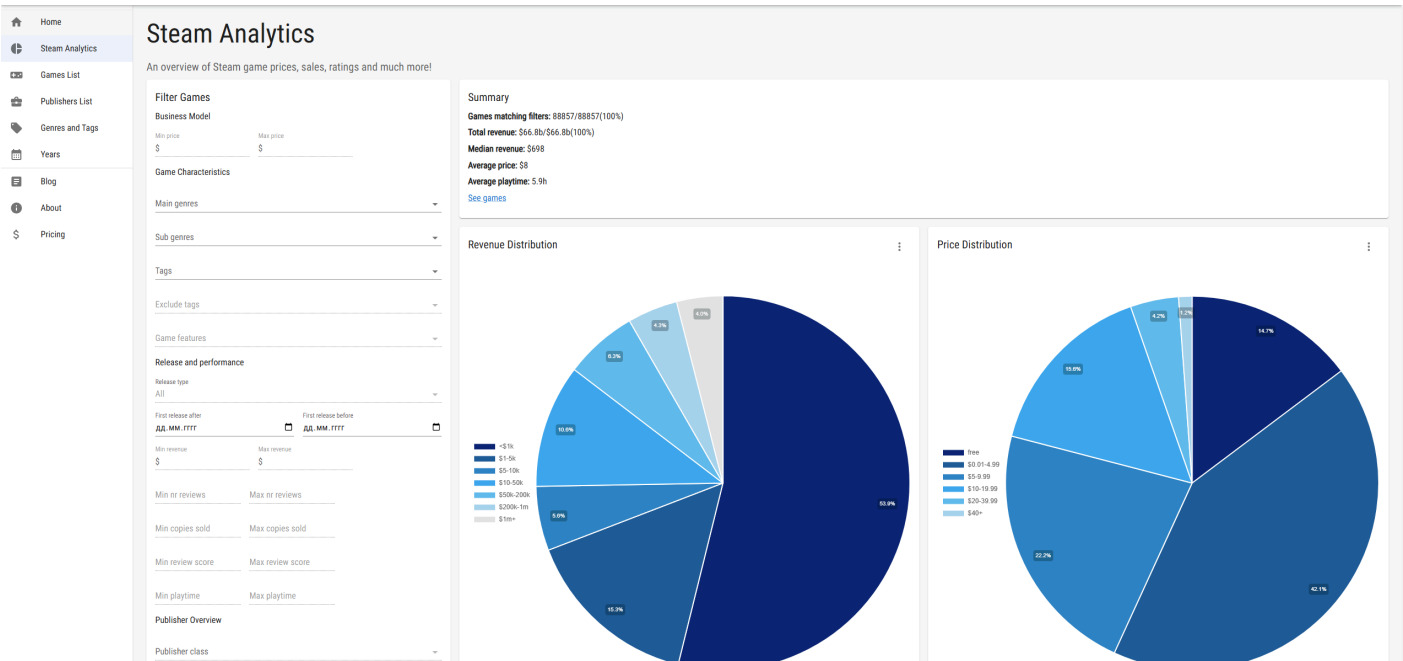 Home
Steam Analytics
Games List
Publishers List
Genres and Tags
Years
Blog
About
Pricing
Steam Analytics
An overview of Steam game prices, sales, ratings and much more!
Filter Games
Business Model
Min price
Max price
$
$
Game Characteristics
Main genres
Sub genres
Tags
Exclude tags
Game features
Release and performance
Release type
All
First release after
First release before
дд.мм.гггг
дд.мм.гггг
Min revenue
Max revenue
$
$
Min nr reviews
Max nr reviews
Min copies sold
Max copies sold
Min review score
Max review score
Min playtime
Max playtime
Publisher Overview
Publisher class
Summary
Games matching filters: 88857/88857(100%)
Total revenue: $66.8b/$66.8b(100%)
Median revenue: $698
Average price: $8
Average playtime: 5.9h
See games
Revenue Distribution
<$1k
$1-5k
$5-10k
$10-50k
$50k-200k
$200k-1m
$1m+
4.0%
4.3%
6.3%
10.6%
5.6%
15.3%
53.9%
Price Distribution
free
$0.01-4.99
$5-9.99
$10-19.99
$20-39.99
$40+
1.2%
4.2%
14.7%
15.6%
22.2%
42.1%